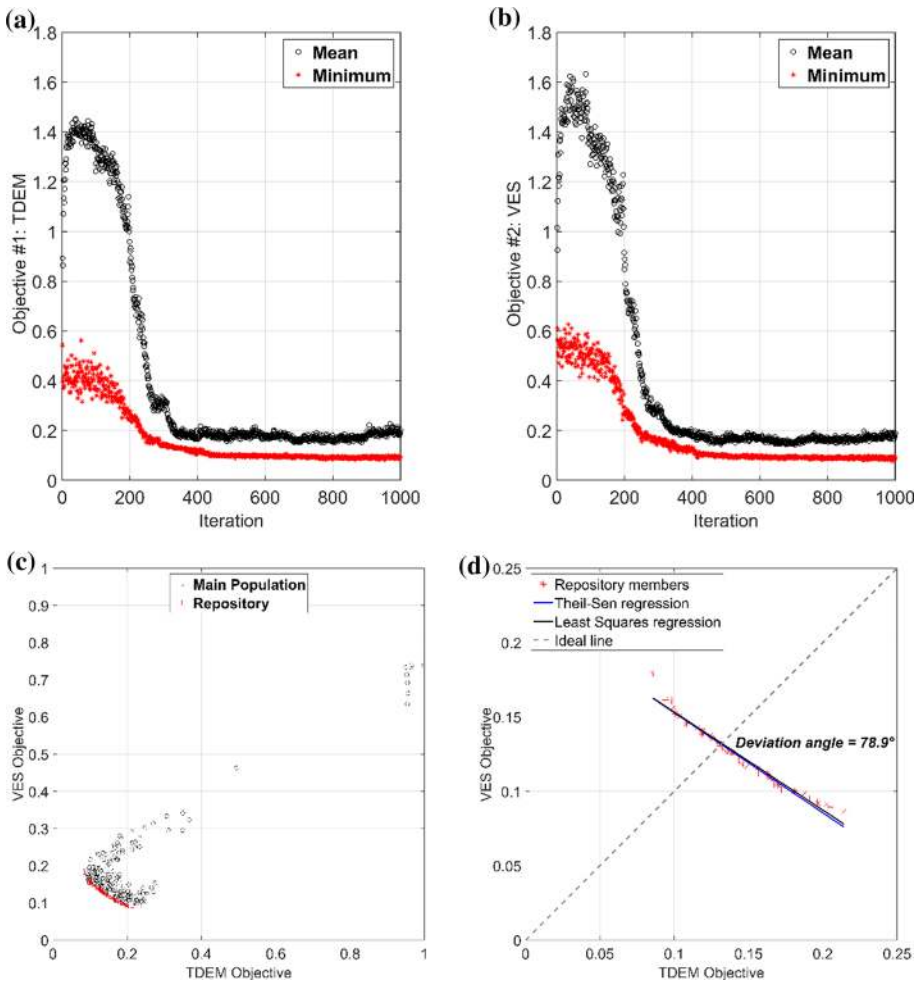 (a)
1.8
1.6
1.4
1.2
1
0.8
0.6
0.4
0.2
0
Objective #1: TDEM
Mean
Minimum
0 200 400 600 800 1000
Iteration
(b)
1.8
1.6
1.4
1.2
1
0.8
0.6
0.4
0.2
0
Objective #2: VES
Mean
Minimum
0 200 400 600 800 1000
Iteration
(c)
1
0.9
0.8
0.7
0.6
0.5
0.4
0.3
0.2
0.1
0
VES Objective
Main Population
Repository
0 0.2 0.4 0.6 0.8 1
TDEM Objective
(d)
0.25
0.2
0.15
0.1
0.05
0
VES Objective
Repository members
Theil-Sen regression
Least Squares regression
Ideal line
Deviation angle = 78.9°
0 0.05 0.1 0.15 0.2 0.25
TDEM Objective